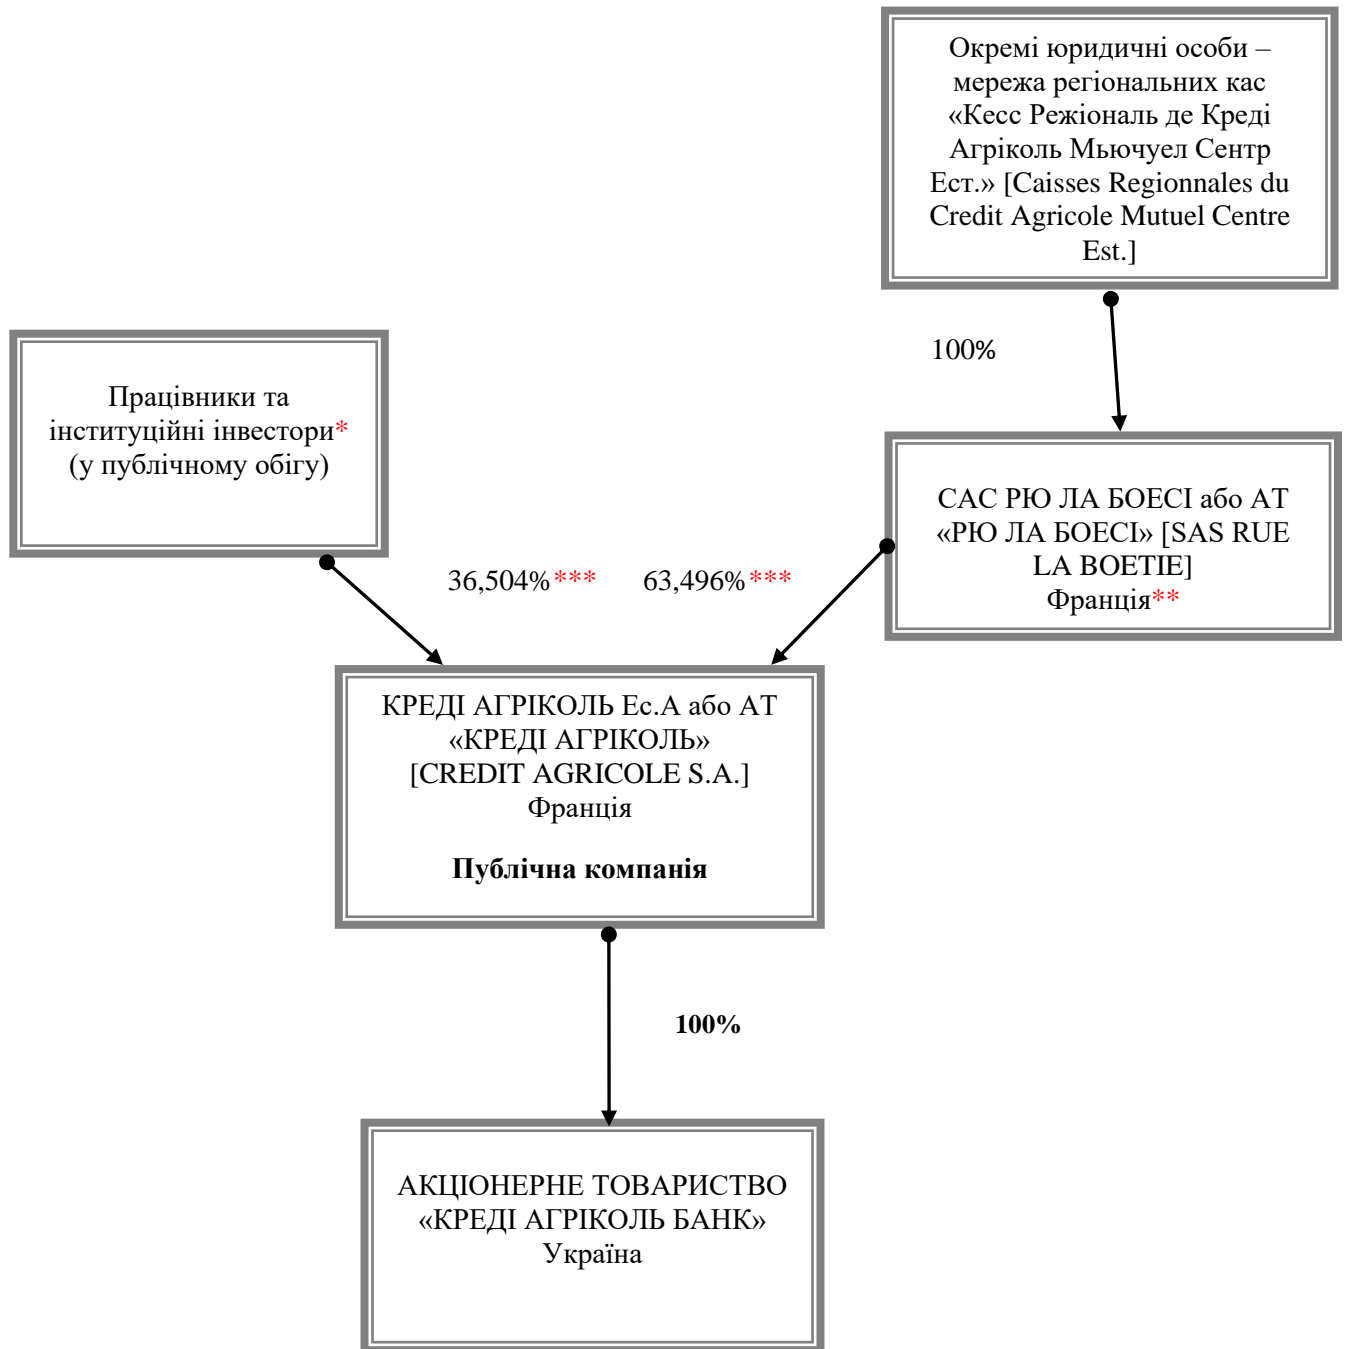 Окремі юридичні особи –
мережа регіональних кас
«Кесс Режіональ де Креді
Агріколь Мьючуел Сентр
Ест.» [Caisses Regionnales du
Credit Agricole Mutuel Centre
Est.]
100%
Працівники та
інституційні інвестори*
(у публічному обігу)
САС РЮ ЛА БОЕСІ або АТ
«РЮ ЛА БОЕСІ» [SAS RUE
LA BOETIE]
Франція**
36,504%***
63,496%***
КРЕДІ АГРІКОЛЬ Ес.А або АТ
«КРЕДІ АГРІКОЛЬ»
[CREDIT AGRICOLE S.A.]
Франція
Публічна компанія
100%
АКЦІОНЕРНЕ ТОВАРИСТВО
«КРЕДІ АГРІКОЛЬ БАНК»
Україна